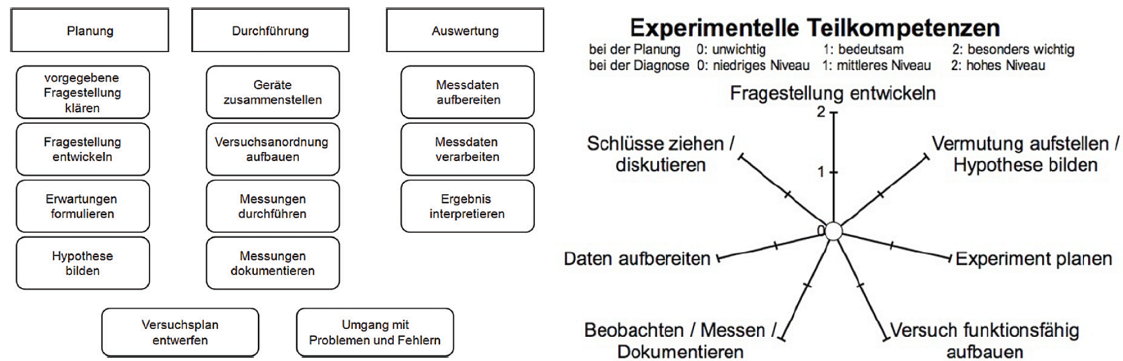 Planung
Durchführung
Auswertung
vorgegebene
Fragestellung
klären
Fragestellung
entwickeln
Erwartungen
formulieren
Hypothese
bilden
Geräte
zusammenstellen
Versuchsanordnung
aufbauen
Messungen
durchführen
Messungen
dokumentieren
Messdaten
aufbereiten
Messdaten
verarbeiten
Ergebnis
interpretieren
Versuchsplan
entwerfen
Umgang mit
Problemen und Fehlern
Experimentelle Teilkompetenzen
bei der Planung 0: unwichtig 1: bedeutsam 2: besonders wichtig
bei der Diagnose 0: niedriges Niveau 1: mittleres Niveau 2: hohes Niveau
Fragestellung entwickeln
2
1
0
Vermutung aufstellen /
Hypothese bilden
Experiment planen
Versuch funktionsfähig
aufbauen
Beobachten / Messen /
Dokumentieren
Daten aufbereiten
Schlüsse ziehen /
diskutieren